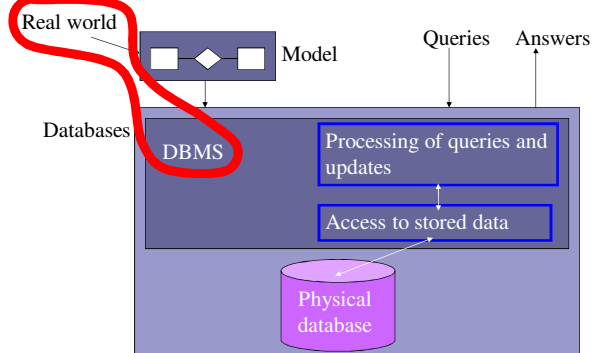 Real world
Model
Queries
Answers
Databases
DBMS
Processing of queries and
updates
Access to stored data
Physical
database